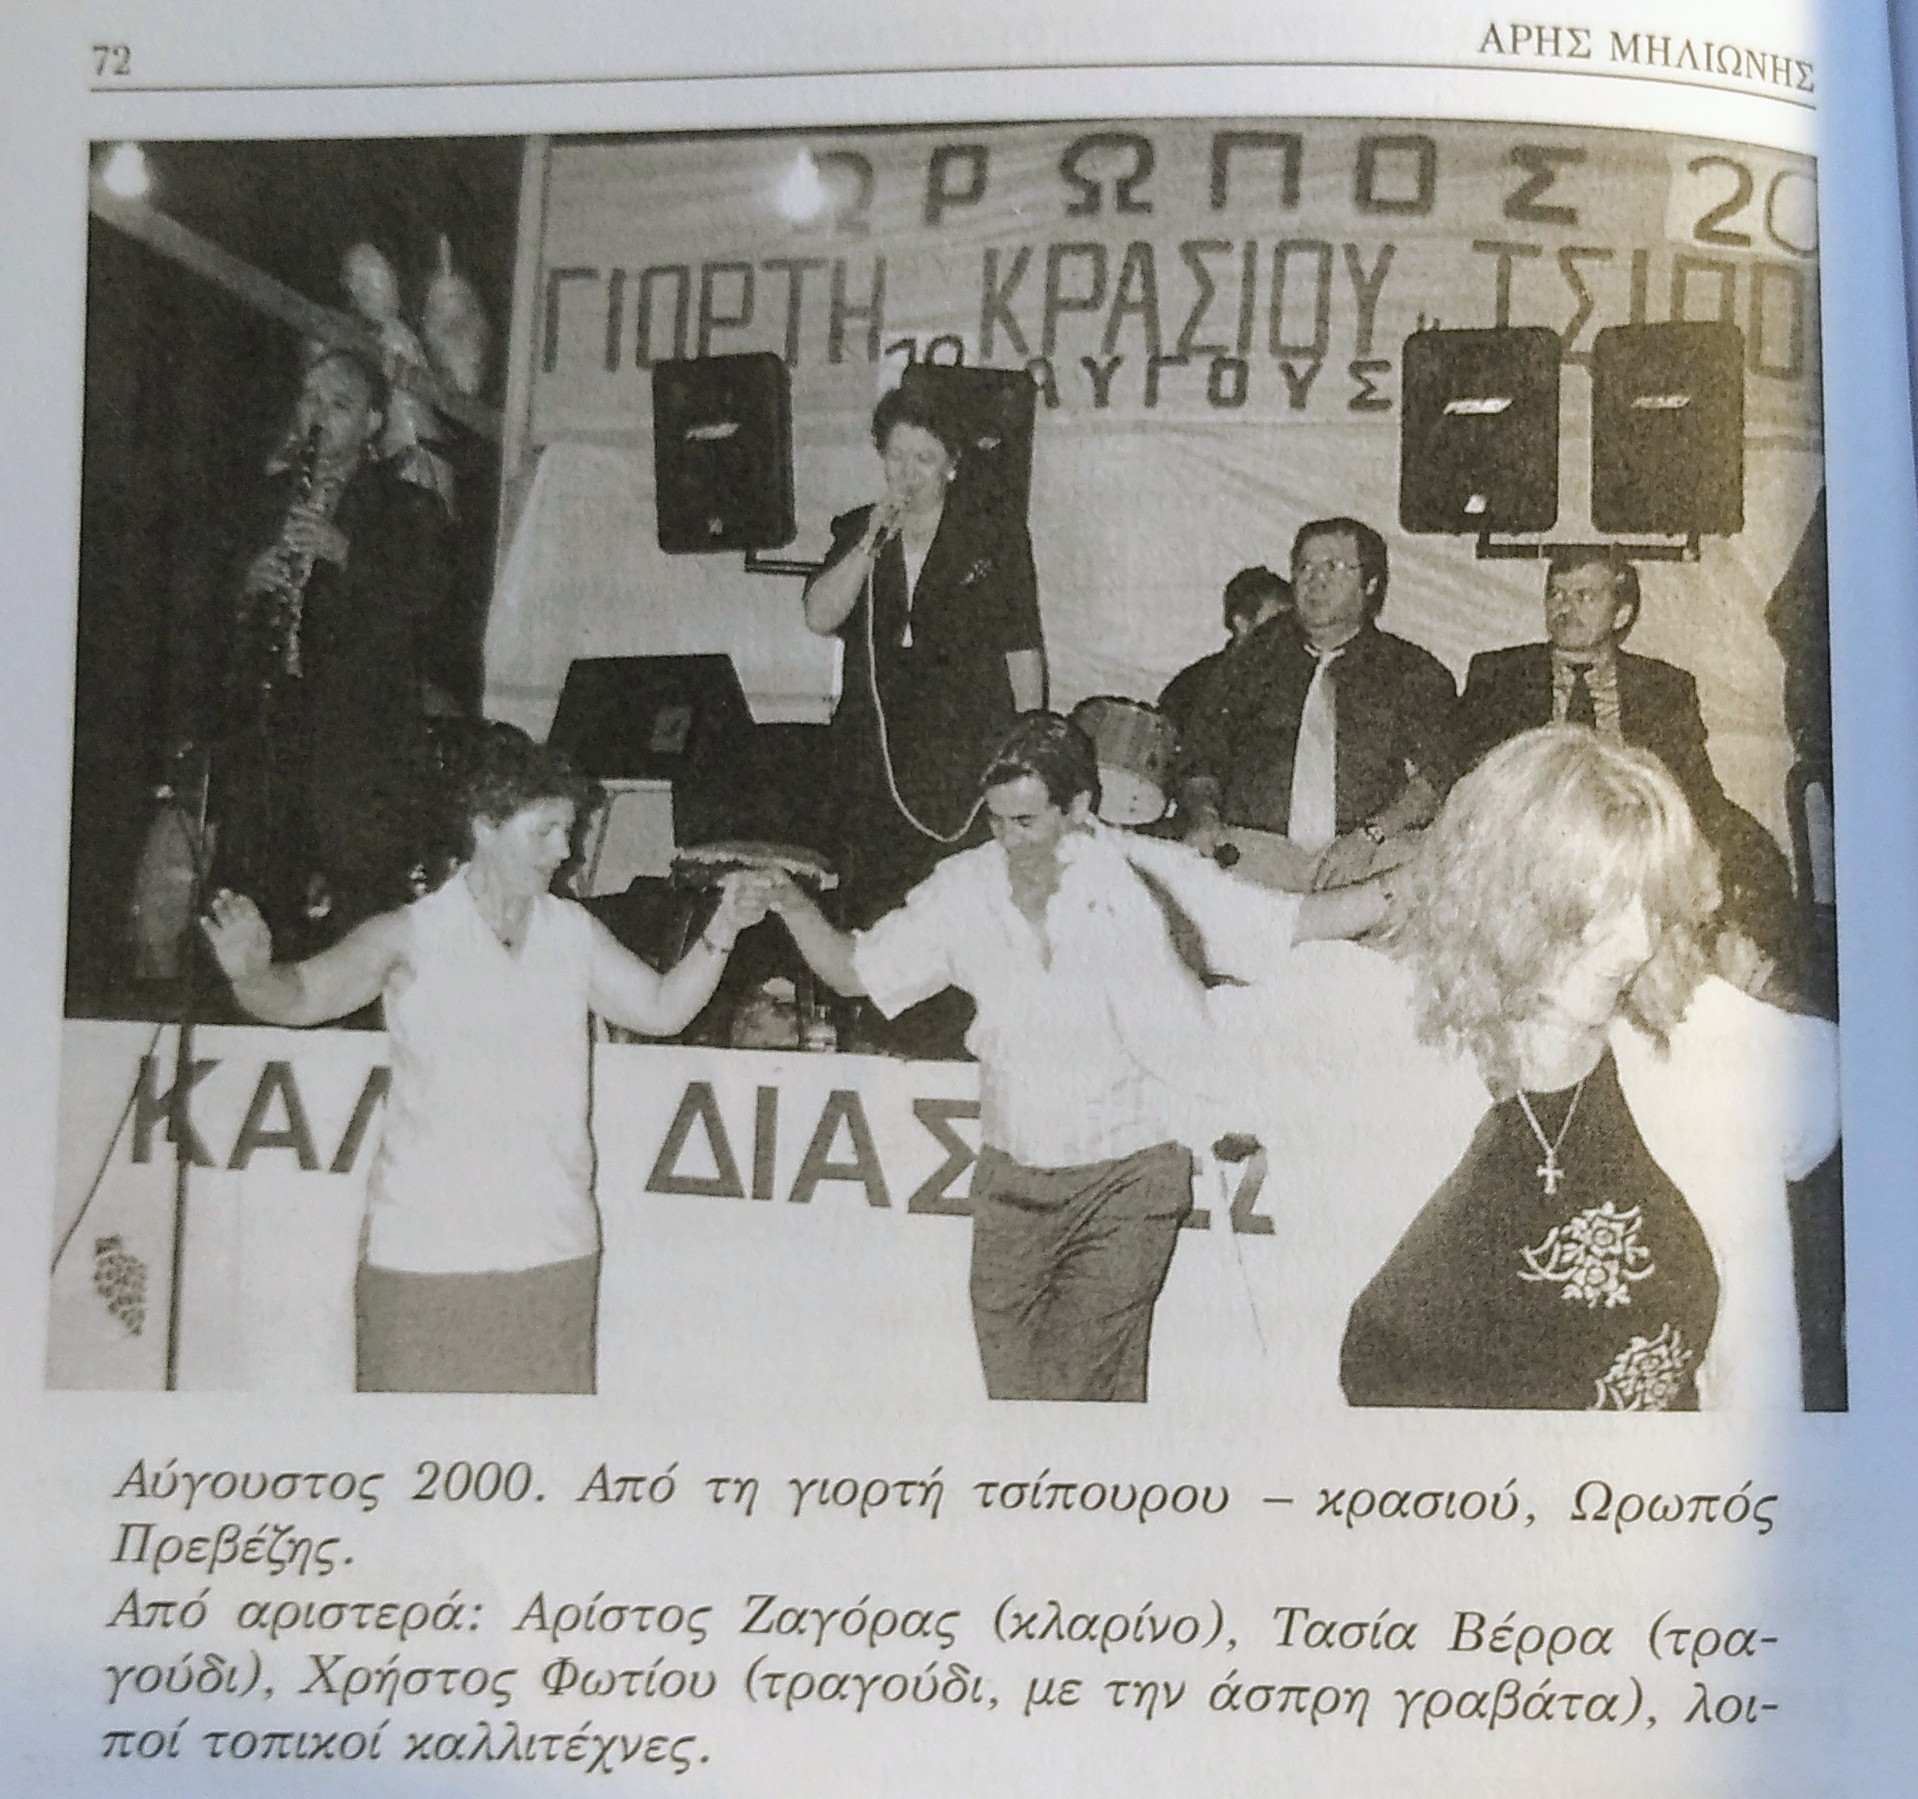 72
ΑΡΗΣ ΜΗΛΙΩΝΗΣ
ΩΡΩΠΟΣ 20
ΓΙΟΡΤΗ ΚΡΑΣΙΟΥ ΤΣΙΠΟ
ΑΥΓΟΥΣ
ΚΑΛ ΔΙΑΣ
Αύγουστος 2000. Από τη γιορτή τσίπουρου – κρασιού, Ωρωπός
Πρεβέζης.
Από αριστερά: Αρίστος Ζαγόρας (κλαρίνο), Τασία Βέρρα (τρα-
γούδι), Χρήστος Φωτίου (τραγούδι, με την άσπρη γραβάτα), λοι-
ποί τοπικοί καλλιτέχνες.